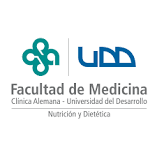 UDD
Facultad de Medicina
Clínica Alemana - Universidad del Desarrollo
Nutrición y Dietética